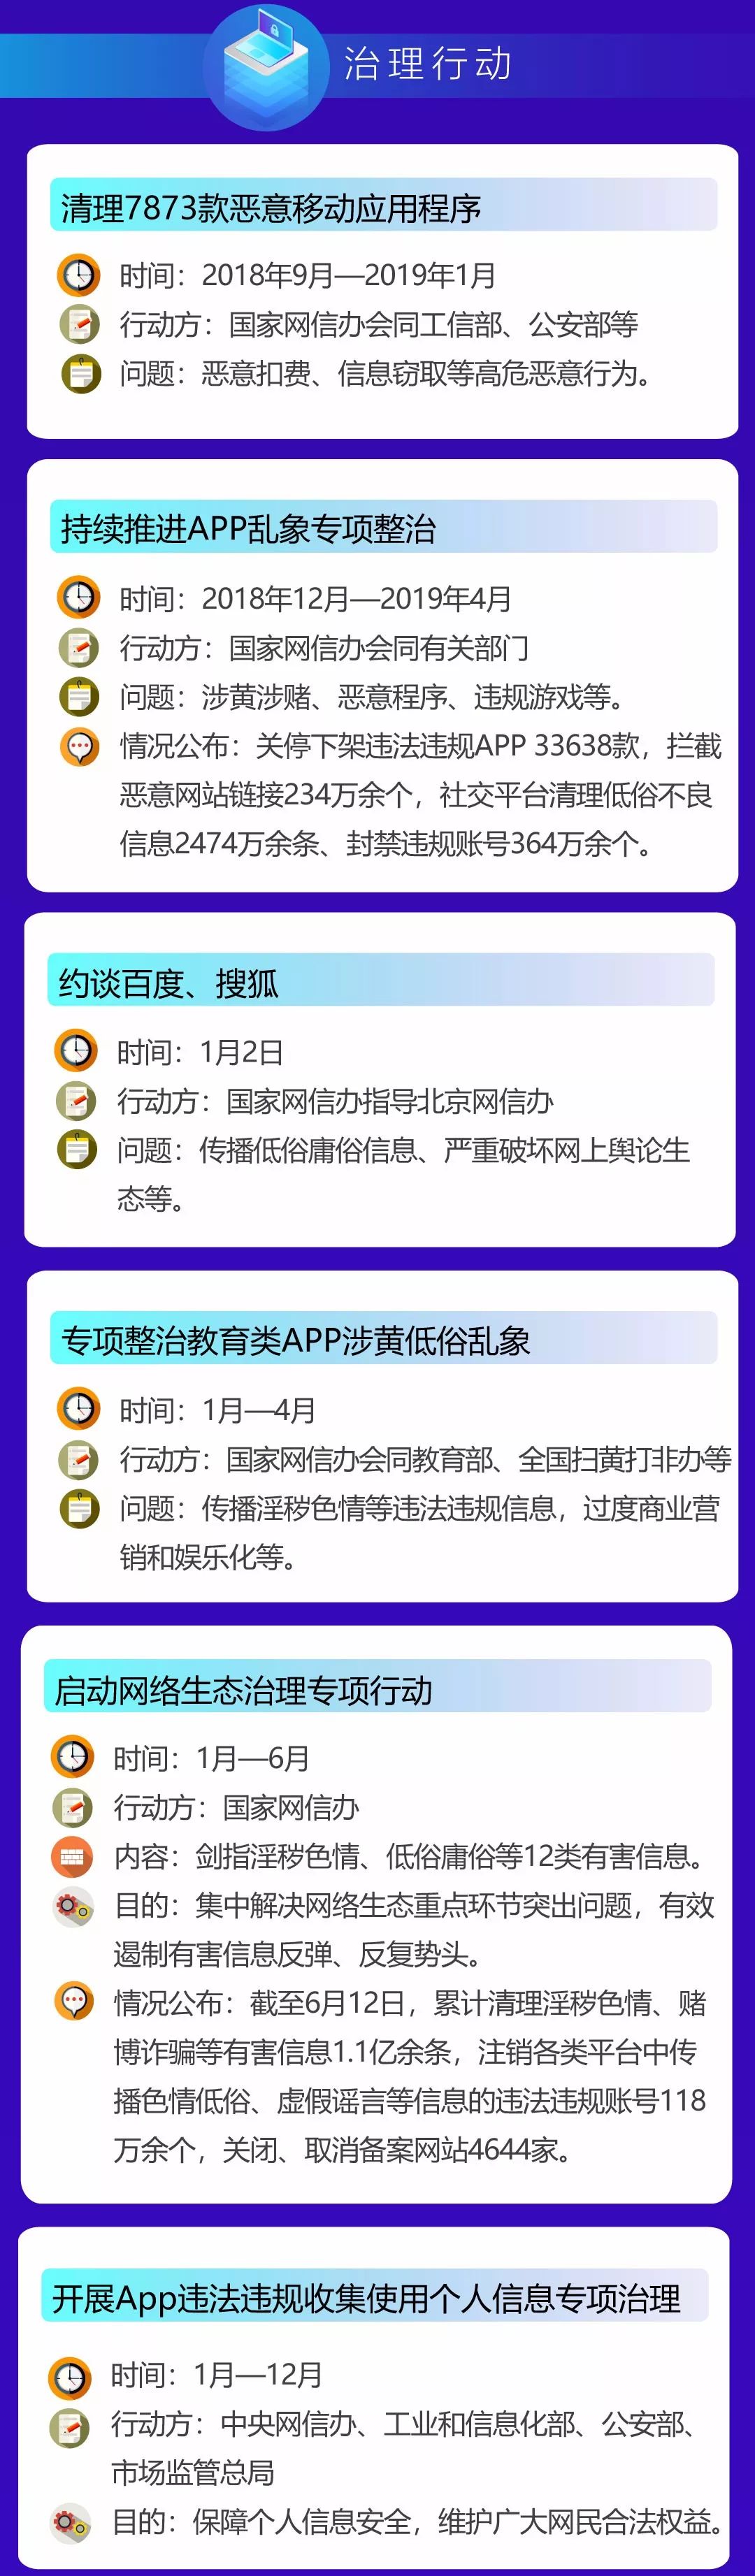 治理行动
清理7873款恶意移动应用程序
时间：2018年9月—2019年1月
行动方：国家网信办会同工信部、公安部等
问题：恶意扣费、信息窃取等高危恶意行为。
持续推进APP乱象专项整治
时间：2018年12月—2019年4月
行动方：国家网信办会同有关部门
问题：涉黄涉赌、恶意程序、违规游戏等。
情况公布：关停下架违法违规APP 33638款，拦截
恶意网站链接234万余个，社交平台清理低俗不良
信息2474万余条、封禁违规账号364万余个。
约谈百度、搜狐
时间：1月2日
行动方：国家网信办指导北京网信办
问题：传播低俗庸俗信息、严重破坏网上舆论生
态等。
专项整治教育类APP涉黄低俗乱象
时间：1月—4月
行动方：国家网信办会同教育部、全国扫黄打非办等
问题：传播淫秽色情等违法违规信息，过度商业营
销和娱乐化等。
启动网络生态治理专项行动
时间：1月—6月
行动方：国家网信办
内容：剑指淫秽色情、低俗庸俗等12类有害信息。
目的：集中解决网络生态重点环节突出问题，有效
遏制有害信息反弹、反复势头。
情况公布：截至6月12日，累计清理淫秽色情、赌
博诈骗等有害信息1.1亿余条，注销各类平台中传
播色情低俗、虚假谣言等信息的违法违规账号118
万余个，关闭、取消备案网站4644家。
开展App违法违规收集使用个人信息专项治理
时间：1月—12月
行动方：中央网信办、工业和信息化部、公安部、
市场监管总局
目的：保障个人信息安全，维护广大网民合法权益。